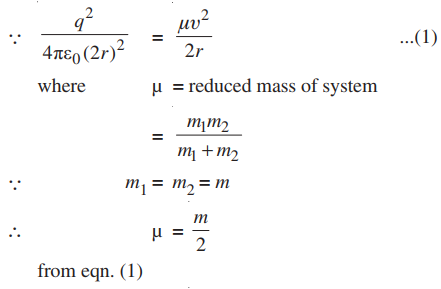 ∵ q²/4πε₀(2r)² = μv²/2r ...(1)
where μ = reduced mass of system
= m₁m₂/m₁ + m₂
∵ m₁ = m₂ = m
∴ μ = m/2
from eqn. (1)